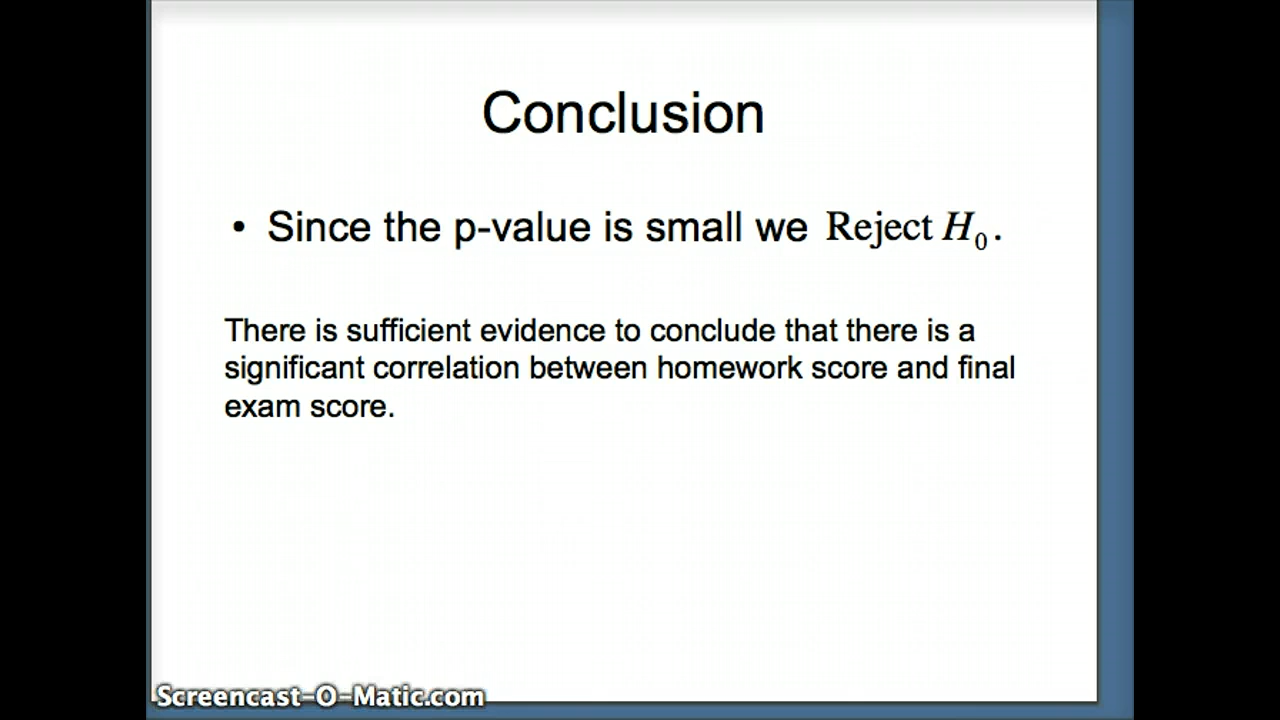 Conclusion
• Since the p-value is small we Reject H₀.
There is sufficient evidence to conclude that there is a
significant correlation between homework score and final
exam score.
Screencast-O-Matic.com